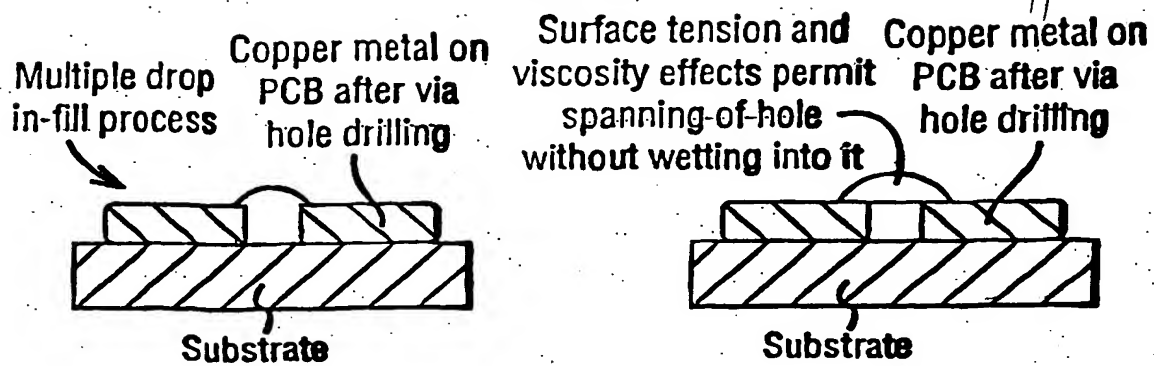 Multiple drop
in-fill process
Copper metal on
PCB after via
hole drilling
Substrate
Surface tension and
viscosity effects permit
spanning-of-hole
without wetting into it
Copper metal on
PCB after via
hole drilling
Substrate